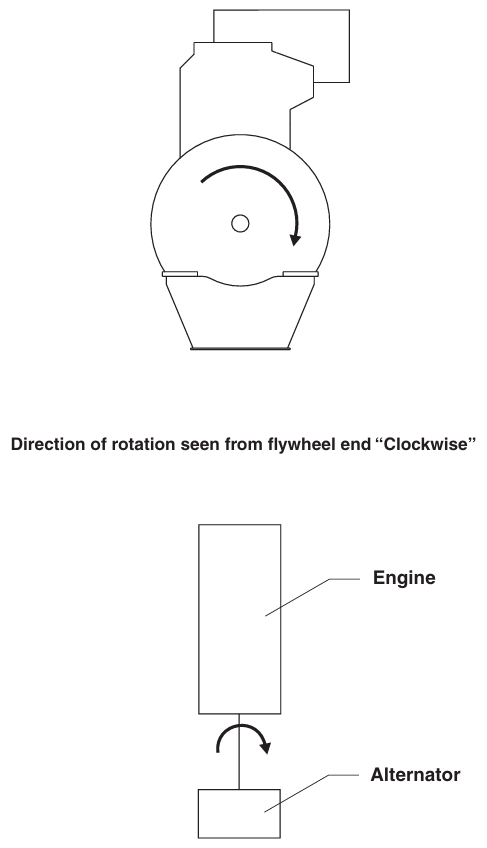 Direction of rotation seen from flywheel end “Clockwise”
Engine
Alternator